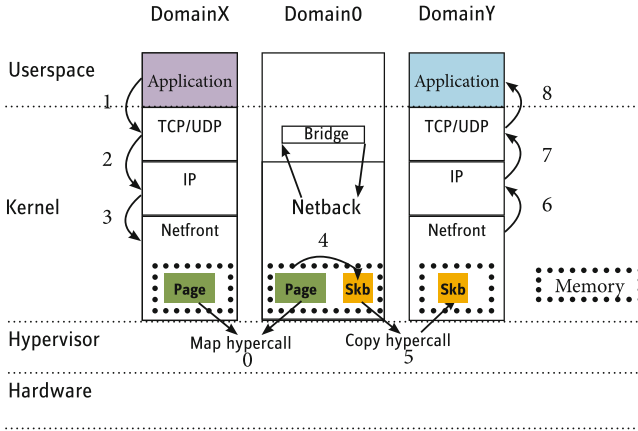 DomainX Domain0 DomainY
Userspace
Application Application
1 8
TCP/UDP Bridge TCP/UDP
2 7
IP IP
Kernel Netback 6
3
Netfront 4 Netfront
Page Page Skb Skb Memory
Hypervisor Map hypercall Copy hypercall
0 5
Hardware